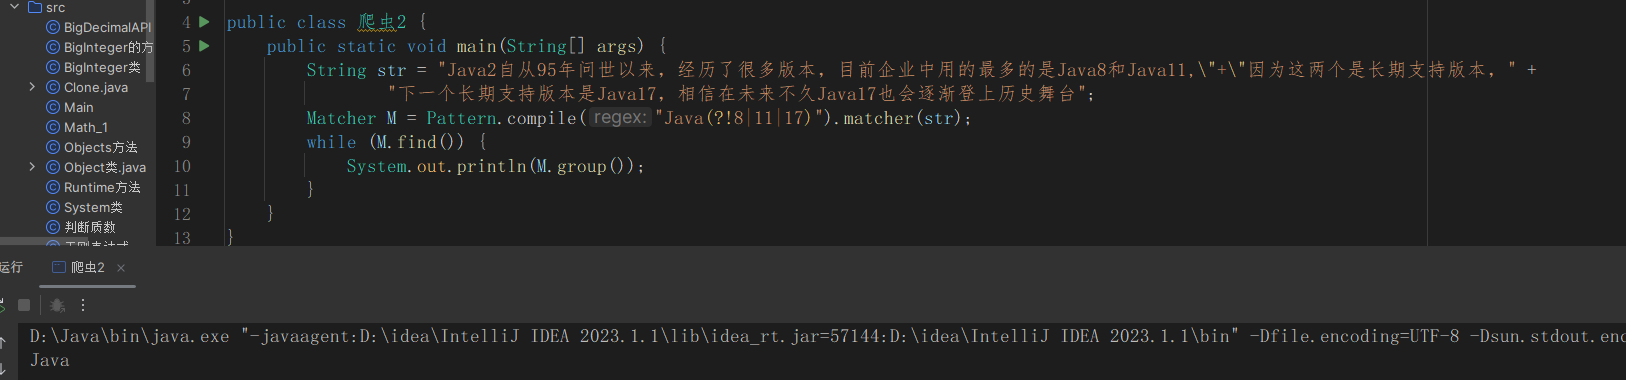 src
BigDecimalAPI
BigInteger的方
BigInteger类
Clone.java
Main
Math_1
Objects方法
Object类.java
Runtime方法
System类
判断质数
4 public class 爬虫2 {
5 public static void main(String[] args) {
6 String str = "Java2自从95年问世以来，经历了很多版本，目前企业中用的最多的是Java8和Java11,\"+\"因为这两个是长期支持版本，" +
7 "下一个长期支持版本是Java17，相信在未来不久Java17也会逐渐登上历史舞台";
8 Matcher M = Pattern.compile( regex: "Java(?!8|11|17)").matcher(str);
9 while (M.find()) {
10 System.out.println(M.group());
11 }
12 }
13 }
运行 爬虫2 ×
D:\Java\bin\java.exe "-javaagent:D:\idea\IntelliJ IDEA 2023.1.1\lib\idea_rt.jar=57144:D:\idea\IntelliJ IDEA 2023.1.1\bin" -Dfile.encoding=UTF-8 -Dsun.stdout.enc
Java